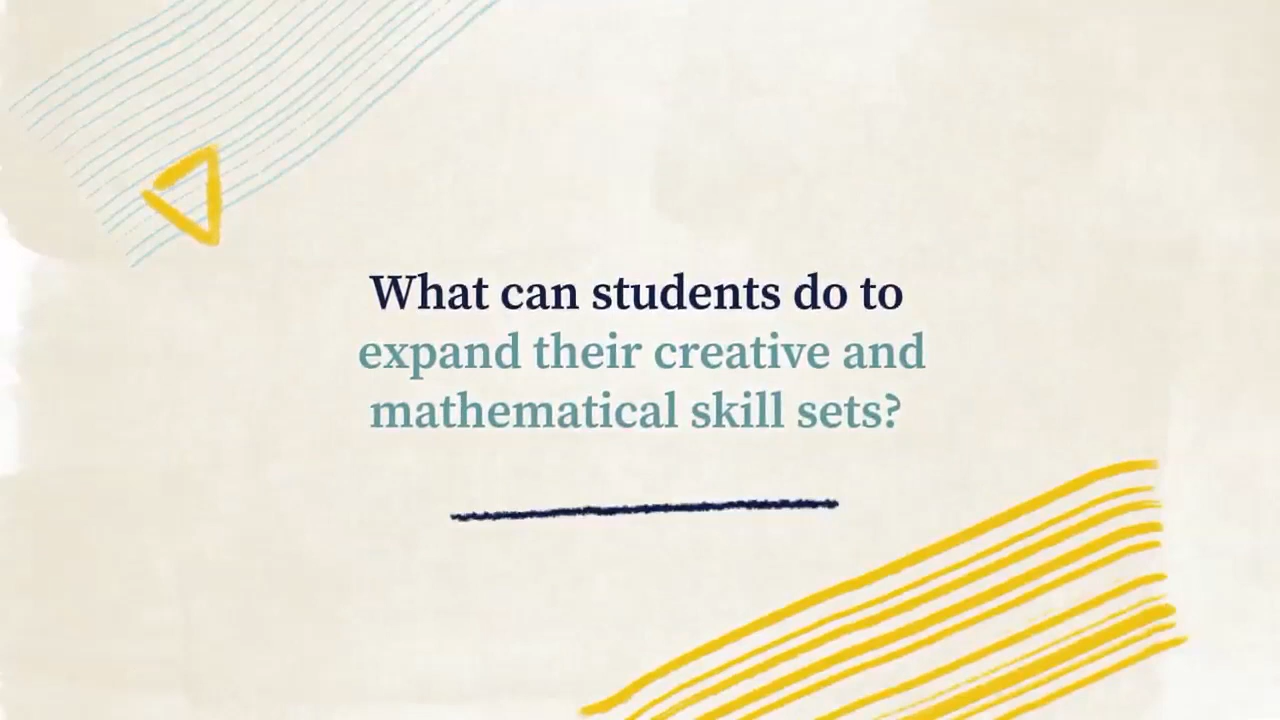 What can students do to
expand their creative and
mathematical skill sets?